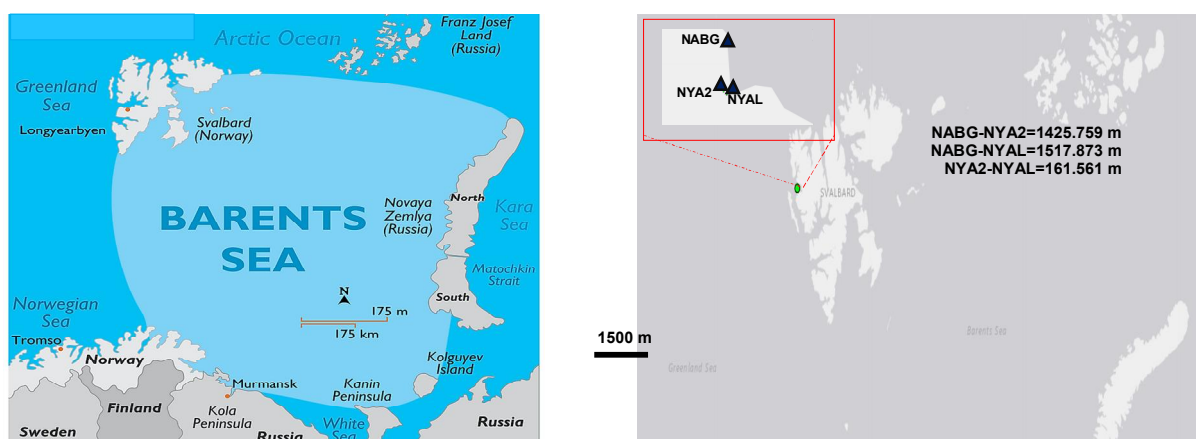 Arctic Ocean
Franz Josef
Land
(Russia)
Greenland
Sea
Longyearbyen
Svalbard
(Norway)
BARENTS
SEA
Novaya
Zemlya
(Russia)
North
Kara
Sea
Matochkin
Strait
South
N
175 m
175 km
Norwegian
Sea
Tromso
Norway
Murmansk
Kolguyev
Island
Kanin
Peninsula
Finland
Kola
Peninsula
White
Sea
Sweden
Russia
Russia
NABG
NYA2
NYAL
NABG-NYA2=1425.759 m
NABG-NYAL=1517.873 m
NYA2-NYAL=161.561 m
SVALBARD
1500 m
Barents Sea
Greenland Sea